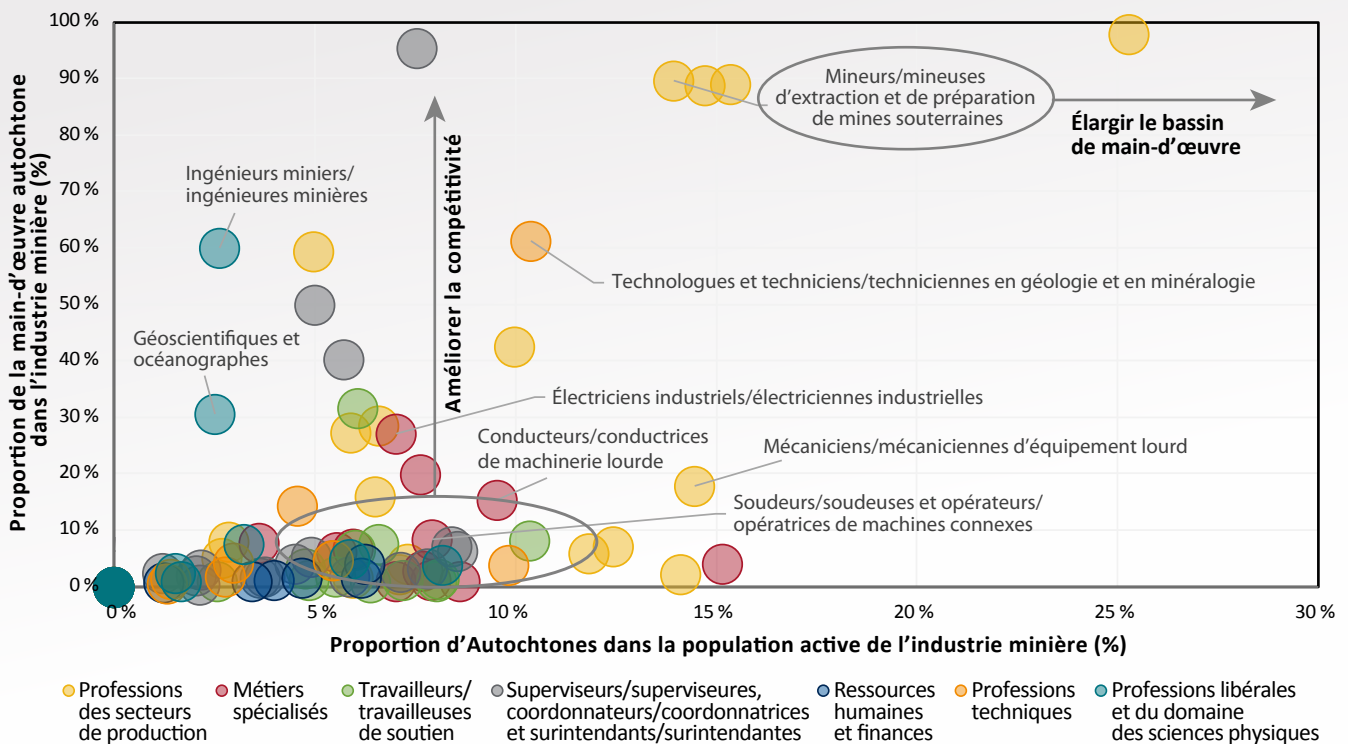 Proportion de la main-d'œuvre autochtone
dans l'industrie minière (%)
100 %
90 %
80 %
70 %
60 %
50 %
40 %
30 %
20 %
10 %
0 %
Mineurs/mineuses
d'extraction et de préparation
de mines souterraines
Élargir le bassin
de main-d'œuvre
Améliorer la compétitivité
Ingénieurs miniers/
ingénieures minières
Technologues et techniciens/techniciennes en géologie et en minéralogie
Géoscientifiques et
océanographes
Électriciens industriels/électriciennes industrielles
Conducteurs/conductrices
de machinerie lourde
Mécaniciens/mécaniciennes d'équipement lourd
Soudeurs/soudeuses et opérateurs/
opératrices de machines connexes
0 %
5 %
10 %
15 %
20 %
25 %
30 %
Proportion d'Autochtones dans la population active de l'industrie minière (%)
Professions
des secteurs
de production
Métiers
spécialisés
Travailleurs/
travailleuses
de soutien
Superviseurs/superviseures,
coordonnateurs/coordonnatrices
et surintendants/surintendantes
Ressources
humaines
et finances
Professions
techniques
Professions libérales
et du domaine
des sciences physiques